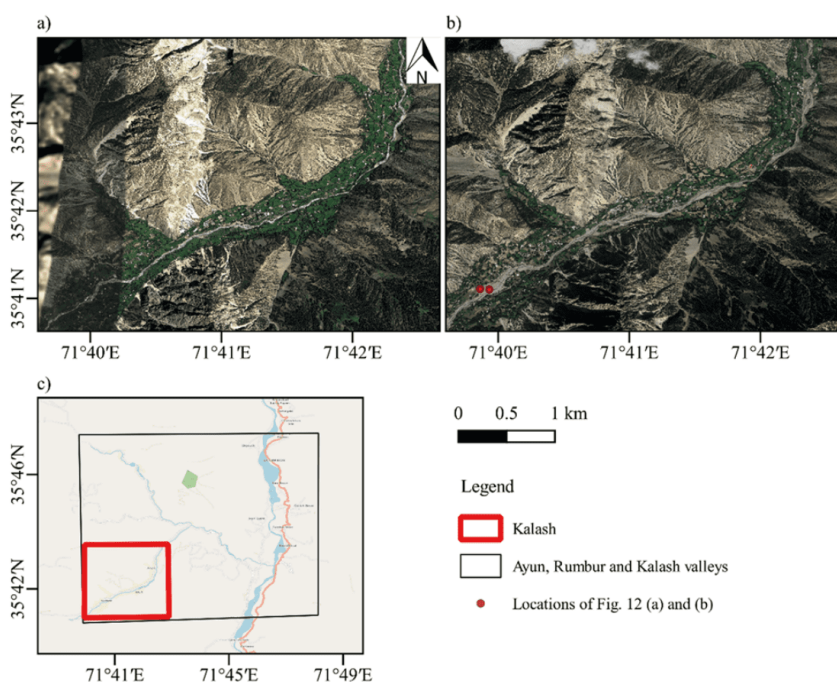 a)
b)
N
35°43'N
35°42'N
35°41'N
71°40'E
71°41'E
71°42'E
71°40'E
71°41'E
71°42'E
c)
35°46'N
35°42'N
71°41'E
71°45'E
71°49'E
0 0.5 1 km
Legend
Kalash
Ayun, Rumbur and Kalash valleys
Locations of Fig. 12 (a) and (b)